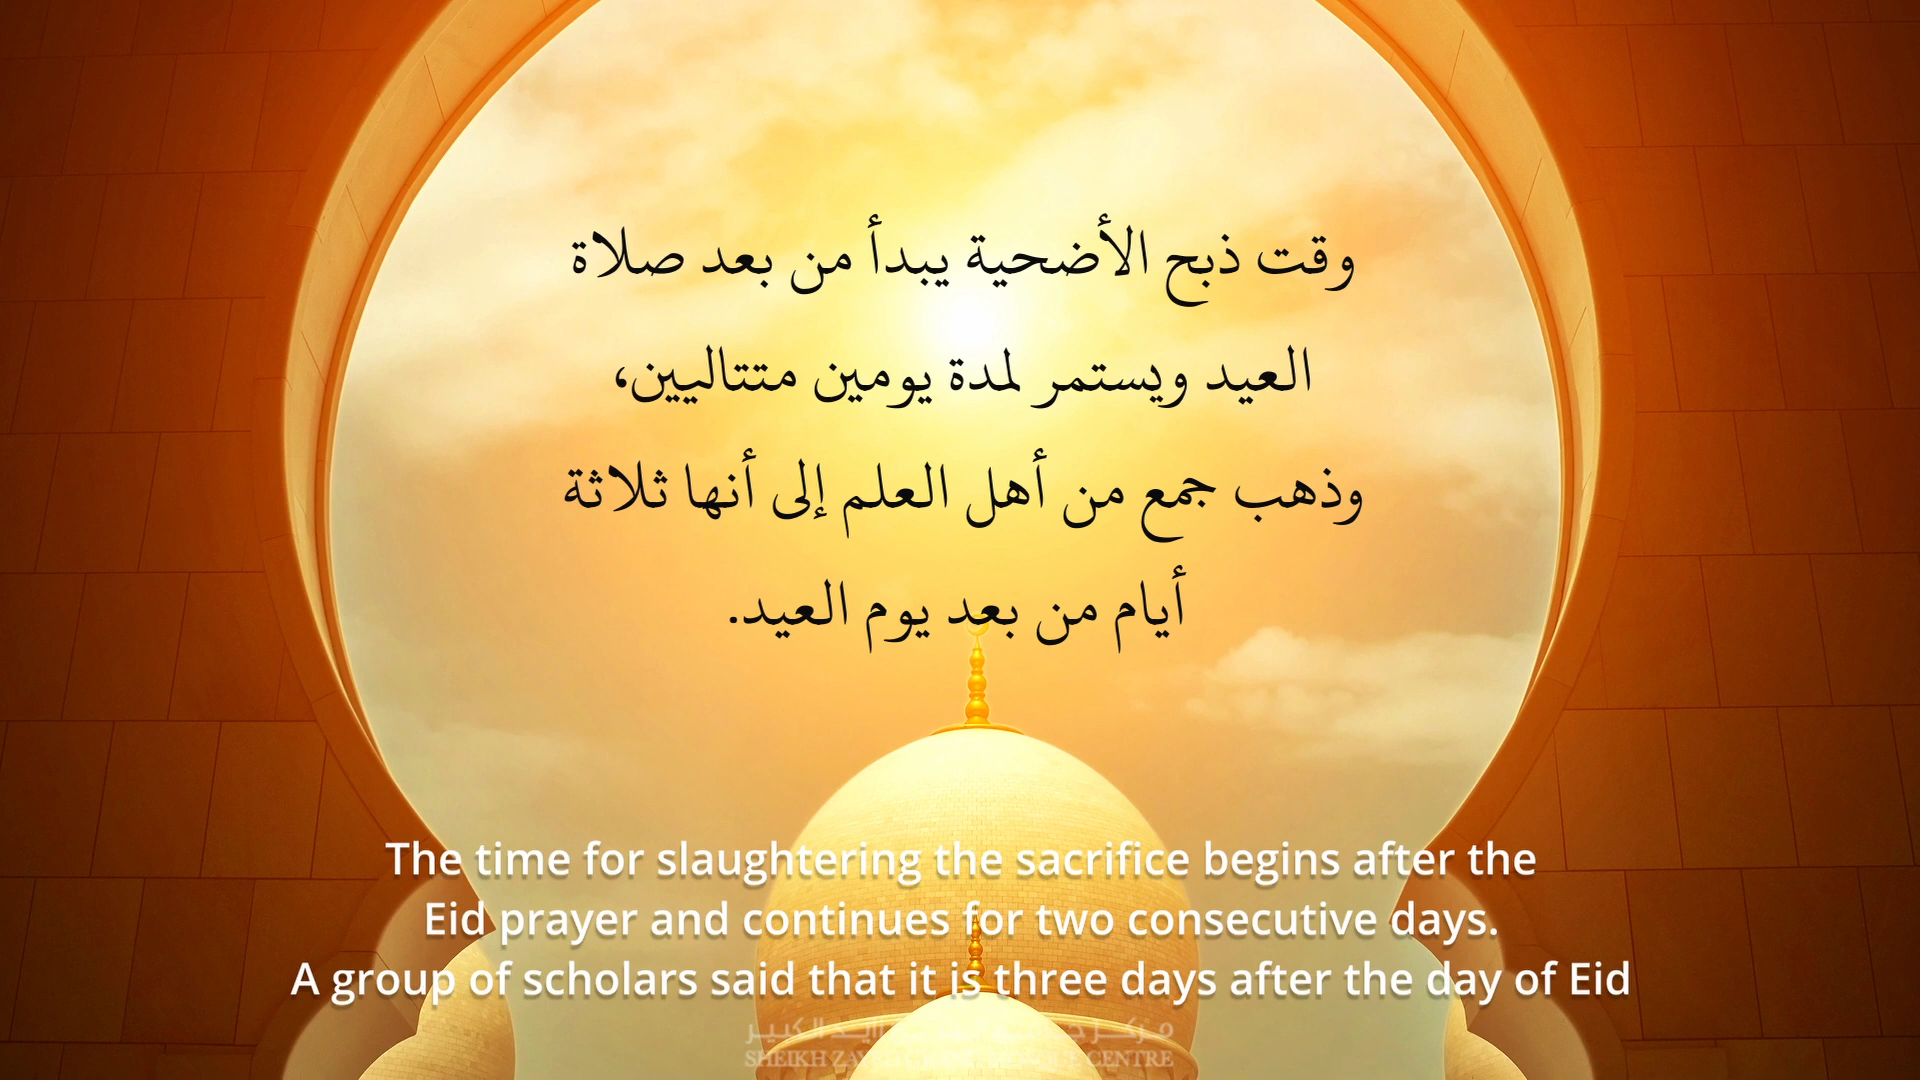 وقت ذبح الأضحية يبدأ من بعد صلاة
العيد ويستمر لمدة يومين متتاليين،
وذهب جمع من أهل العلم إلى أنها ثلاثة
أيام من بعد يوم العيد.
The time for slaughtering the sacrifice begins after the
Eid prayer and continues for two consecutive days.
A group of scholars said that it is three days after the day of Eid
الكبير
SHEIKH CENTRE